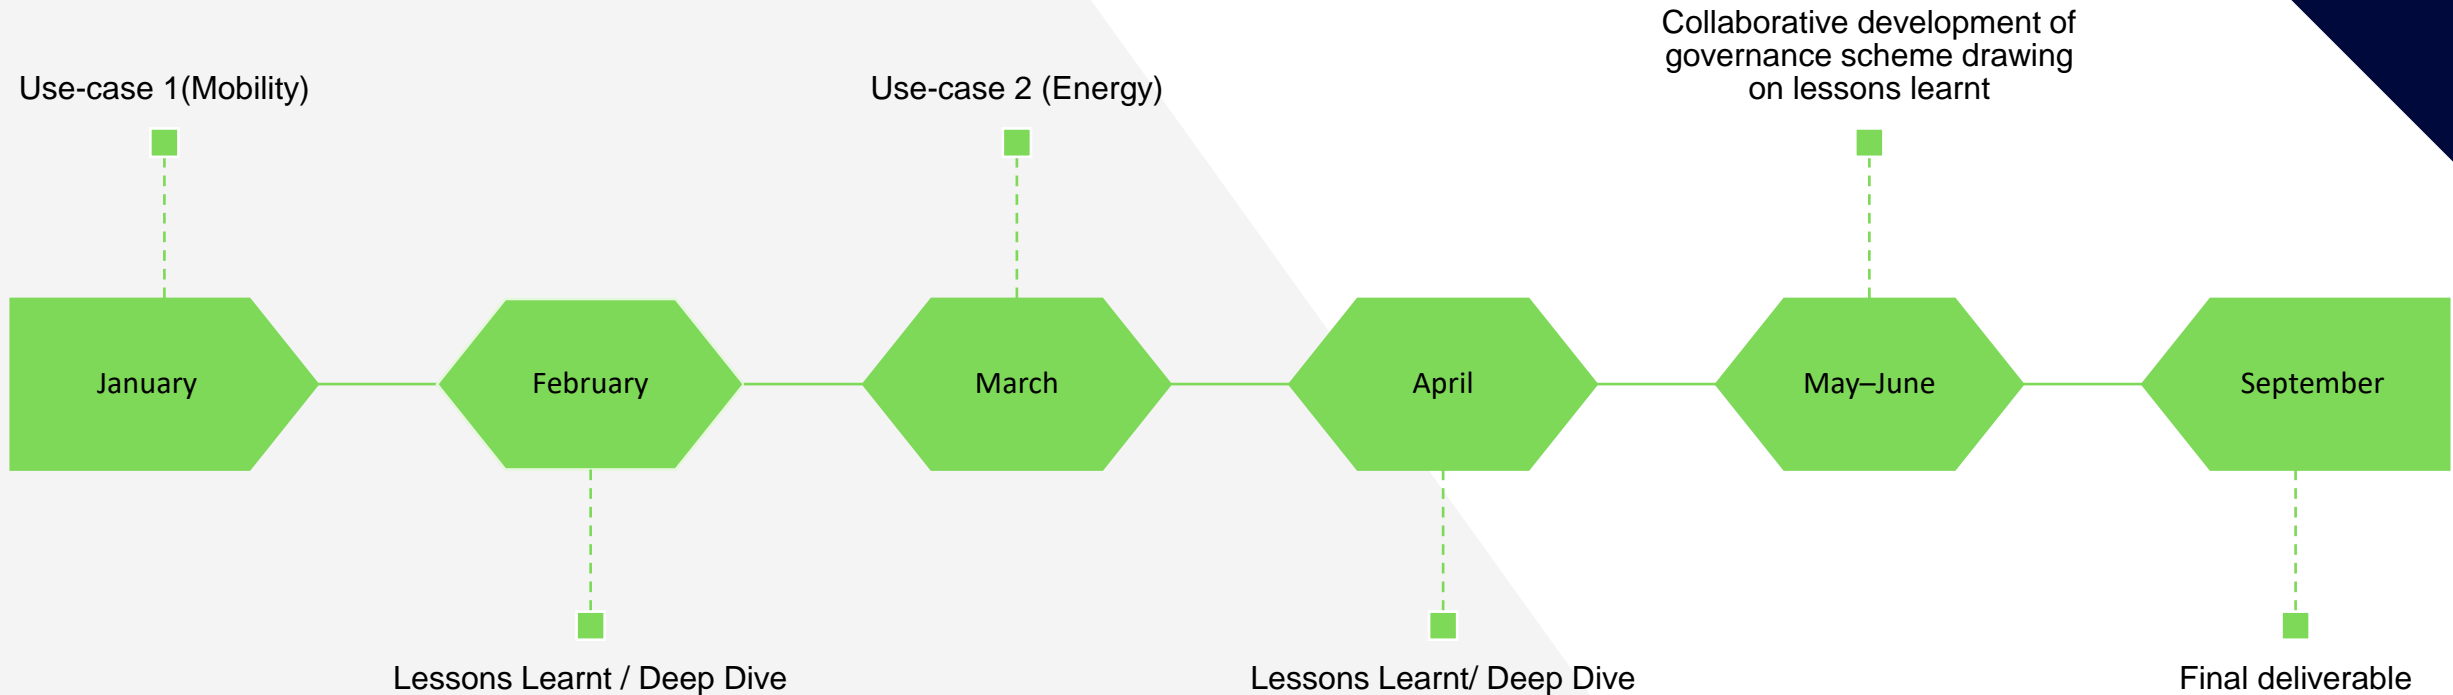 Collaborative development of
governance scheme drawing
on lessons learnt
Use-case 1(Mobility)
Use-case 2 (Energy)
January
February
March
April
May–June
September
Lessons Learnt / Deep Dive
Lessons Learnt/ Deep Dive
Final deliverable